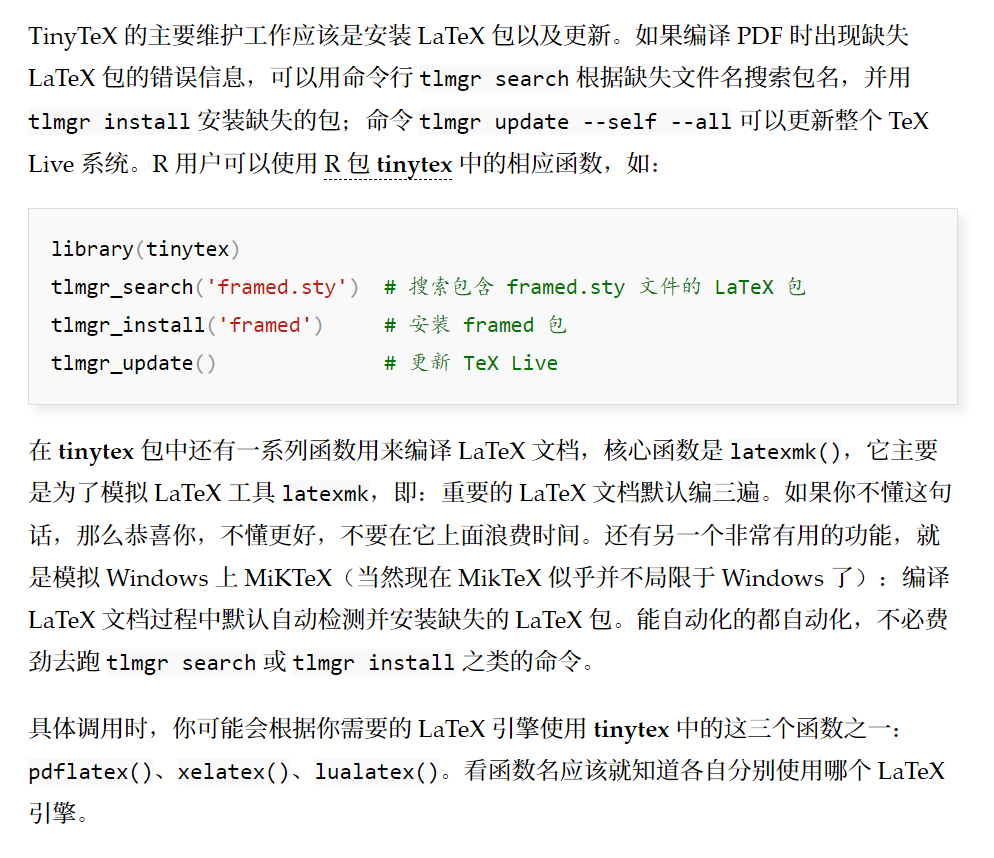 TinyTeX 的主要维护工作应该是安装 LaTeX 包以及更新。如果编译 PDF 时出现缺失
LaTeX 包的错误信息，可以用命令行 tlmgr search 根据缺失文件名搜索包名，并用
tlmgr install 安装缺失的包；命令 tlmgr update --self --all 可以更新整个 TeX
Live 系统。R 用户可以使用 R 包 tinytex 中的相应函数，如：
library(tinytex)
tlmgr_search('framed.sty')  # 搜索包含 framed.sty 文件的 LaTeX 包
tlmgr_install('framed')     # 安装 framed 包
tlmgr_update()              # 更新 TeX Live
在 tinytex 包中还有一系列函数用来编译 LaTeX 文档，核心函数是 latexmk()，它主要
是为了模拟 LaTeX 工具 latexmk，即：重要的 LaTeX 文档默认编三遍。如果你不懂这句
话，那么恭喜你，不懂更好，不要在它上面浪费时间。还有另一个非常有用的功能，就
是模拟 Windows 上 MiKTeX（当然现在 MikTeX 似乎并不局限于 Windows 了）：编译
LaTeX 文档过程中默认自动检测并安装缺失的 LaTeX 包。能自动化的都自动化，不必费
劲去跑 tlmgr search 或 tlmgr install 之类的命令。
具体调用时，你可能会根据你需要的 LaTeX 引擎使用 tinytex 中的这三个函数之一：
pdflatex()、xelatex()、lualatex()。看函数名应该就知道各自分别使用哪个 LaTeX
引擎。